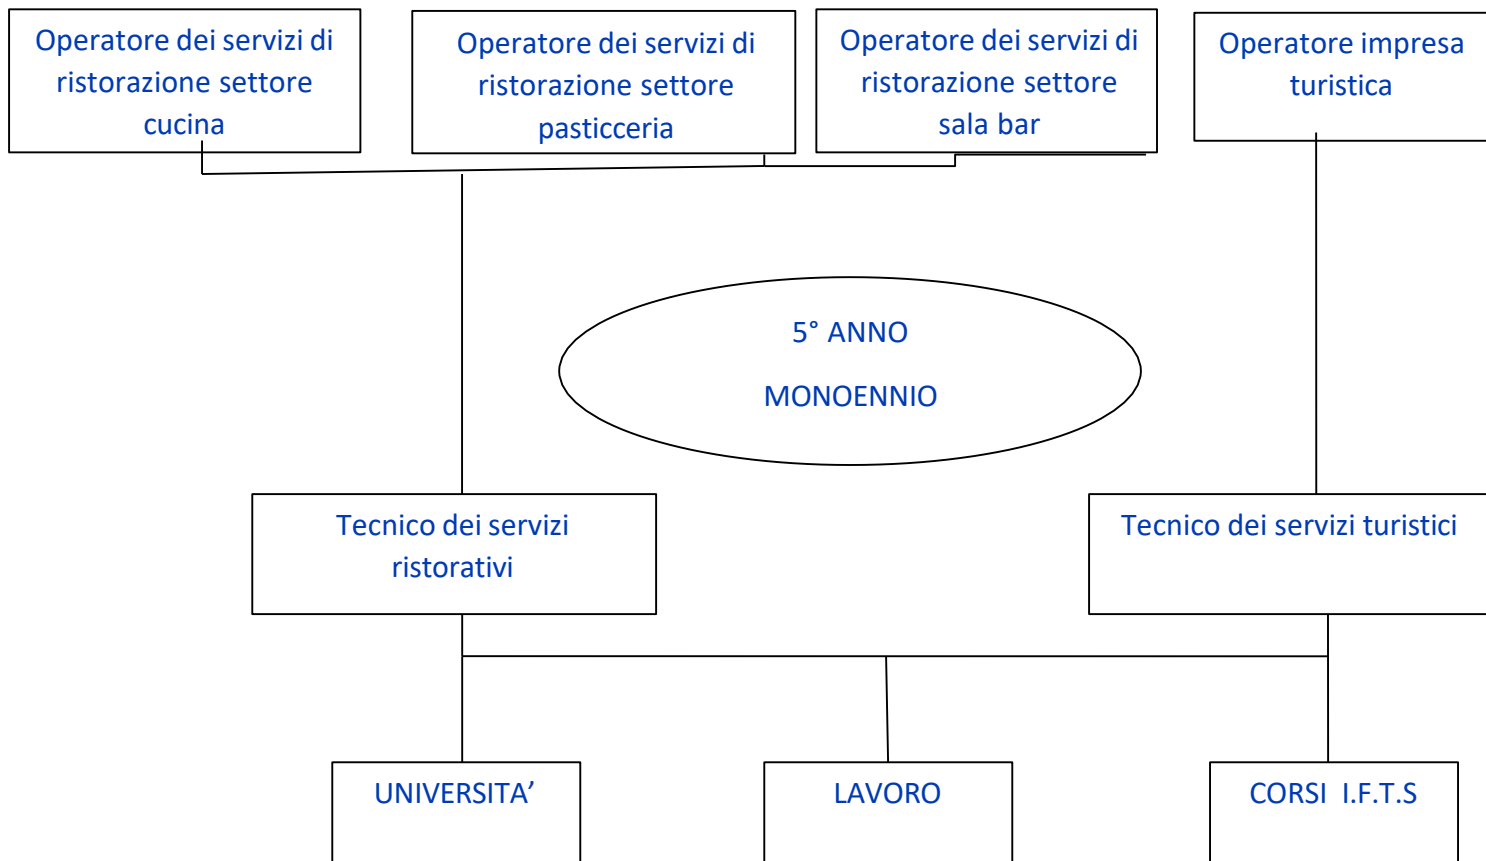 Operatore dei servizi di
ristorazione settore
cucina
Operatore dei servizi di
ristorazione settore
pasticceria
Operatore dei servizi di
ristorazione settore
sala bar
Operatore impresa
turistica
5° ANNO
MONOENNIO
Tecnico dei servizi
ristorativi
Tecnico dei servizi turistici
UNIVERSITA’
LAVORO
CORSI I.F.T.S